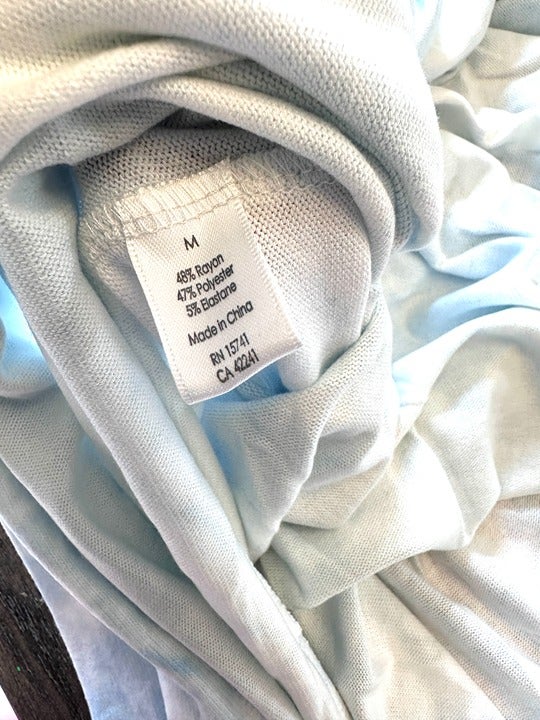 M
48% Rayon
47% Polyester
5% Elastane
Made in China
RN 15741
CA 42241